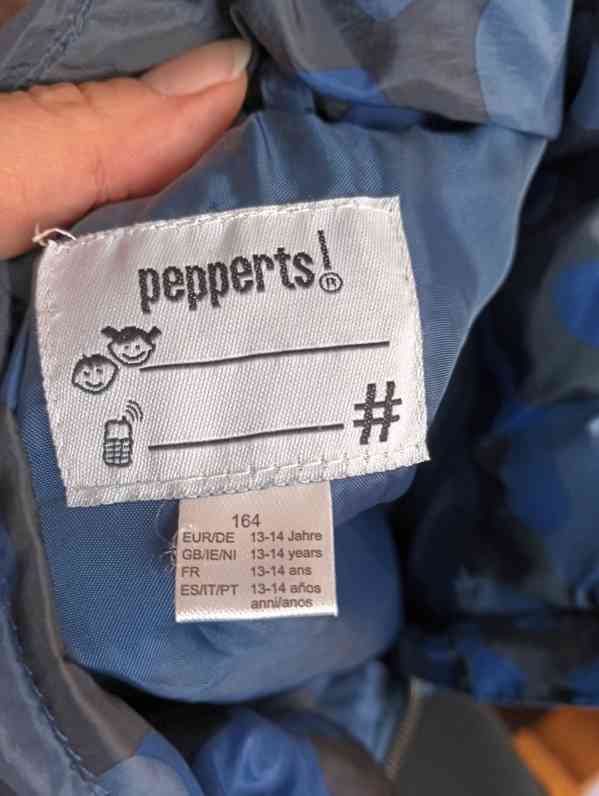 pepperts!®
#
164
EUR/DE 13-14 Jahre
GB/IE/NI 13-14 years
FR 13-14 ans
ES/IT/PT 13-14 años
anni/anos